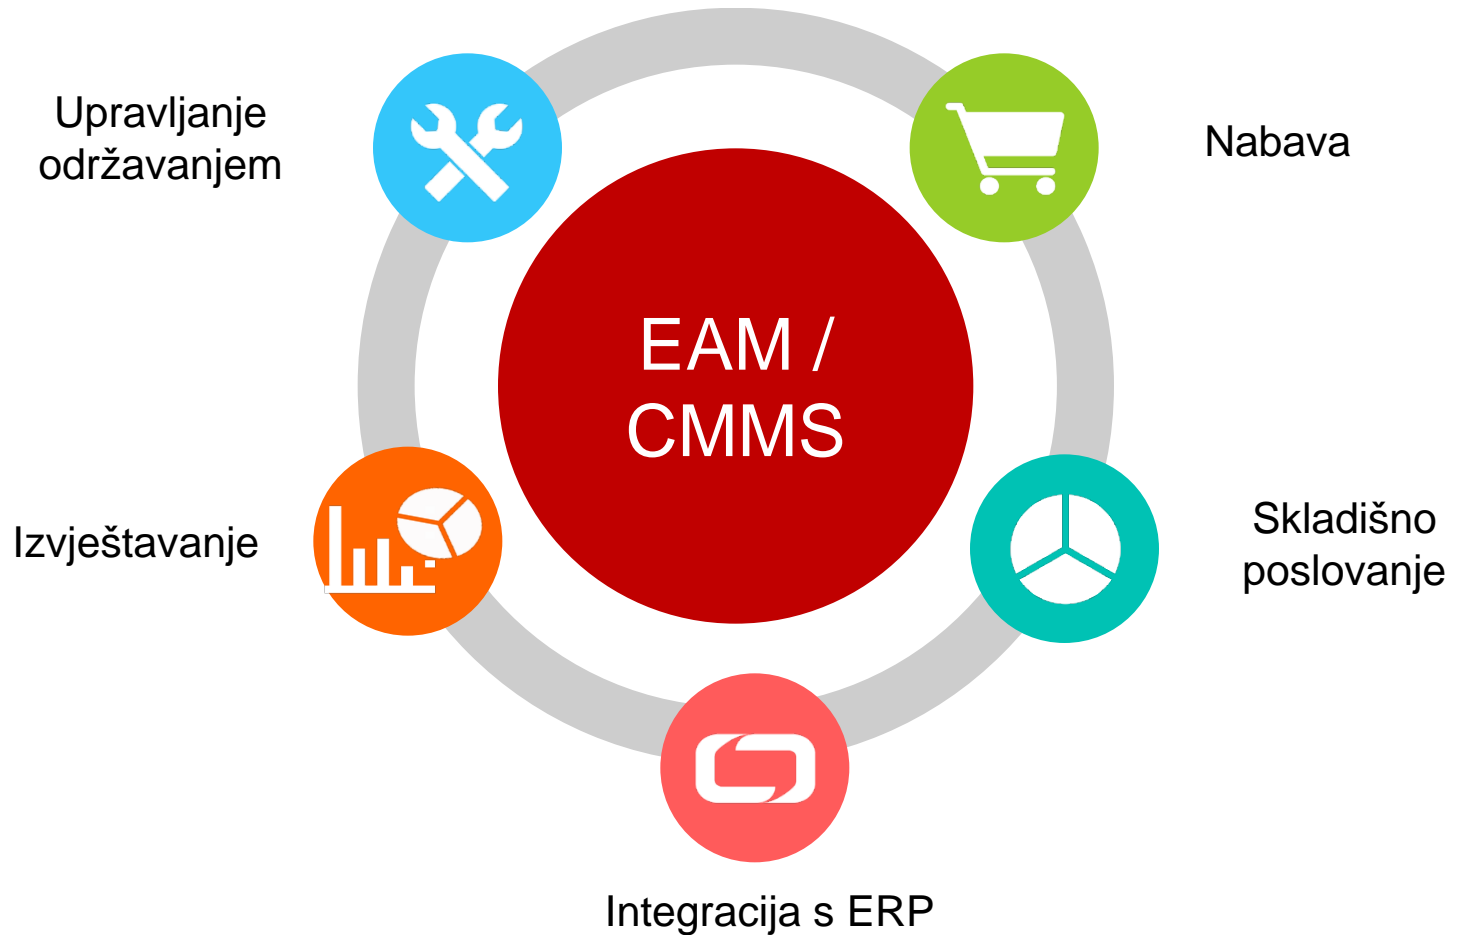 Upravljanje
održavanjem
Nabava
EAM /
CMMS
Izvještavanje
Skladišno
poslovanje
Integracija s ERP